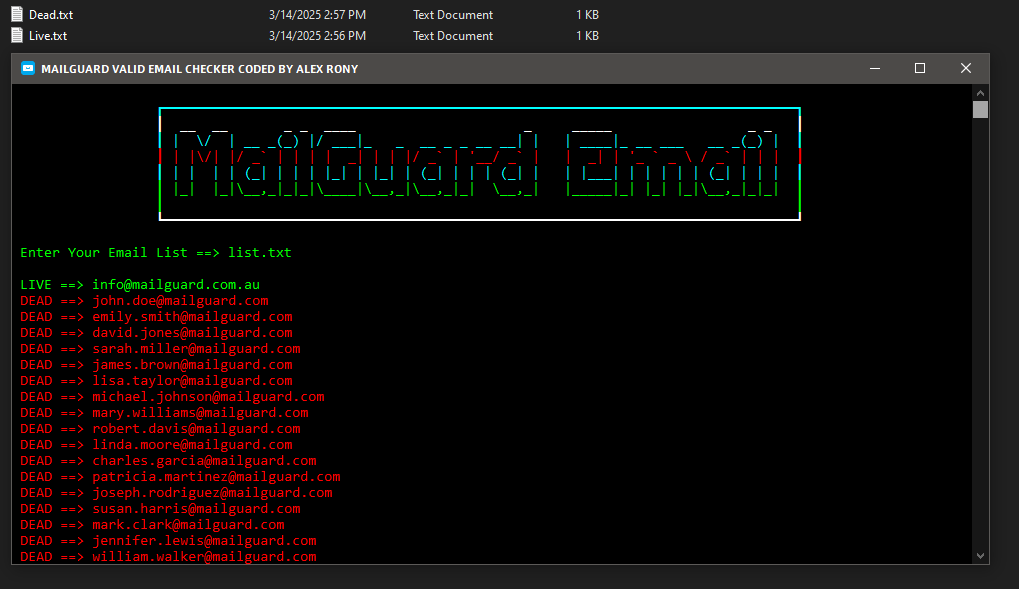 Dead.txt 3/14/2025 2:57 PM Text Document 1 KB
Live.txt 3/14/2025 2:56 PM Text Document 1 KB
MAILGUARD VALID EMAIL CHECKER CODED BY ALEX RONY
MailGuard Email
Enter Your Email List ==> list.txt
LIVE ==> info@mailguard.com.au
DEAD ==> john.doe@mailguard.com
DEAD ==> emily.smith@mailguard.com
DEAD ==> david.jones@mailguard.com
DEAD ==> sarah.miller@mailguard.com
DEAD ==> james.brown@mailguard.com
DEAD ==> lisa.taylor@mailguard.com
DEAD ==> michael.johnson@mailguard.com
DEAD ==> mary.williams@mailguard.com
DEAD ==> robert.davis@mailguard.com
DEAD ==> linda.moore@mailguard.com
DEAD ==> charles.garcia@mailguard.com
DEAD ==> patricia.martinez@mailguard.com
DEAD ==> joseph.rodriguez@mailguard.com
DEAD ==> susan.harris@mailguard.com
DEAD ==> mark.clark@mailguard.com
DEAD ==> jennifer.lewis@mailguard.com
DEAD ==> william.walker@mailguard.com